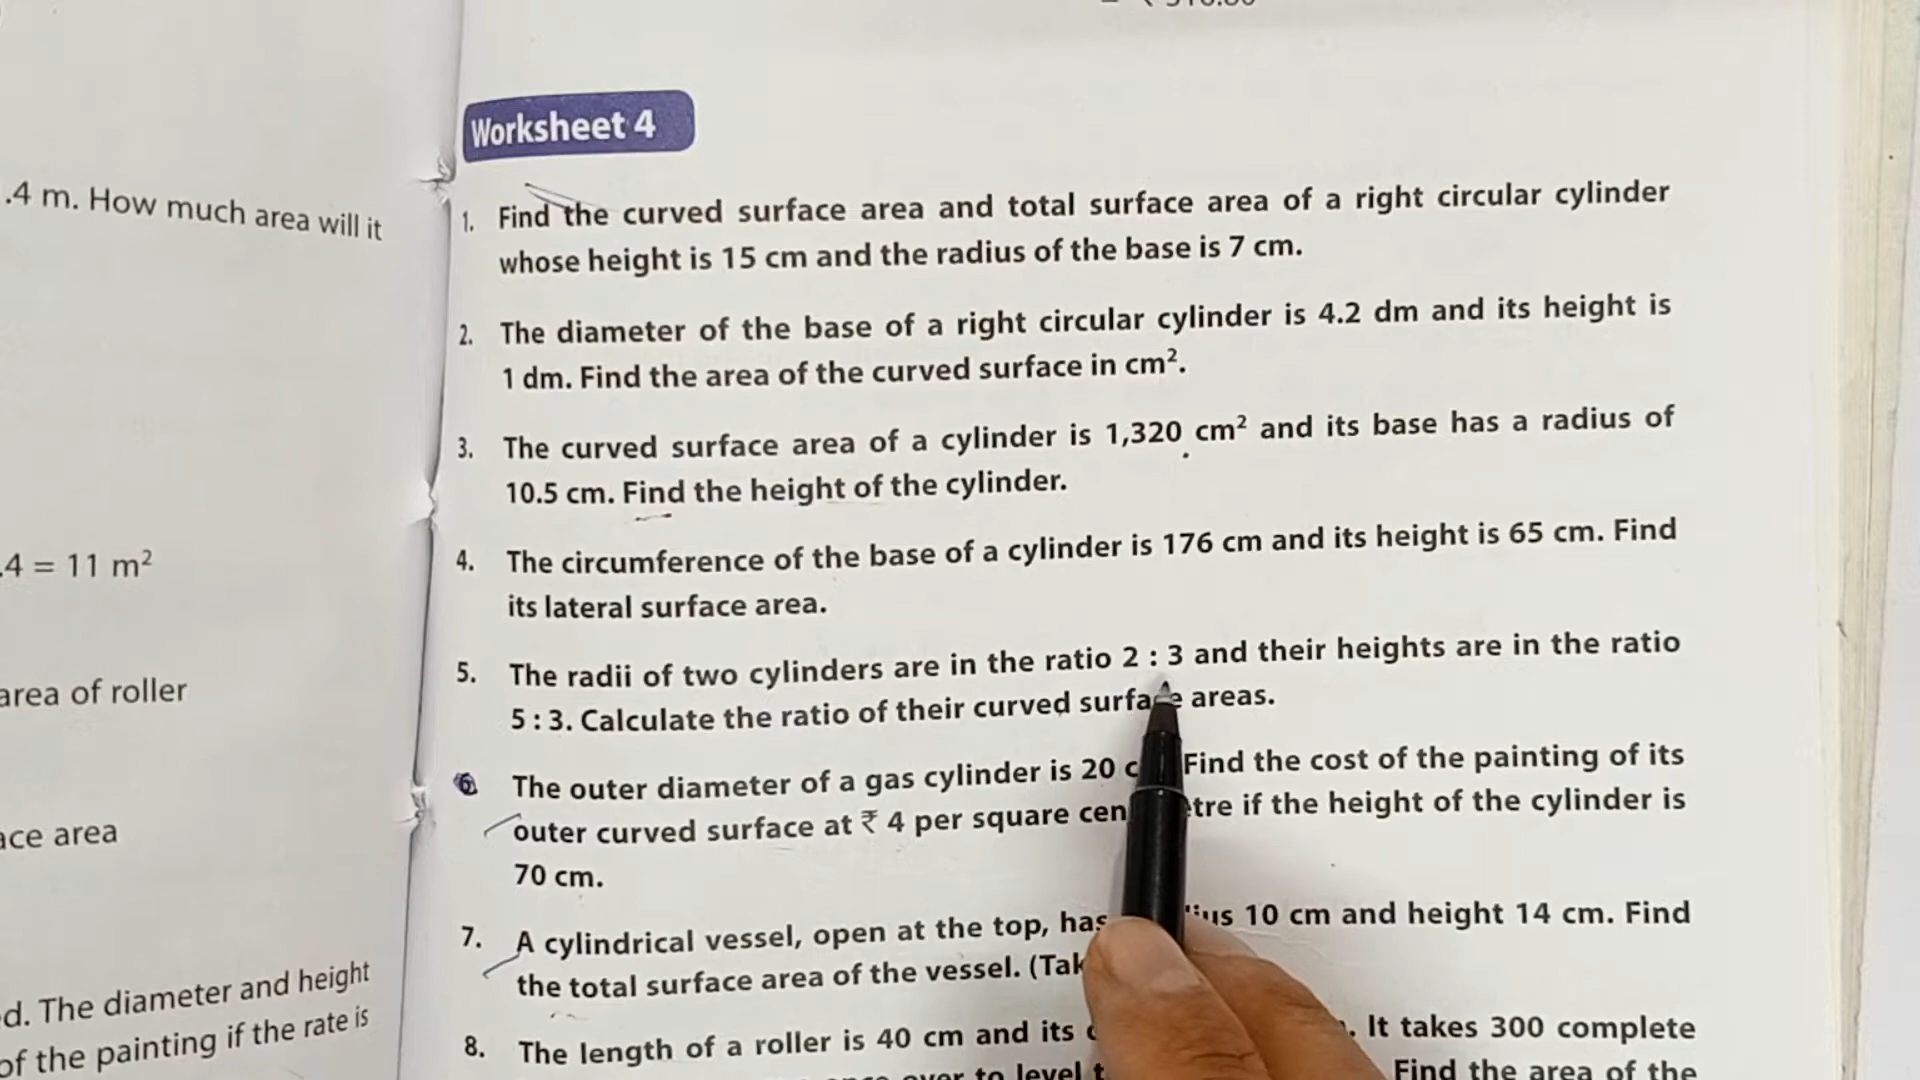 .4 m. How much area will it
.4 = 11 m²
area of roller
ace area
d. The diameter and height
of the painting if the rate is
Worksheet 4
1. Find the curved surface area and total surface area of a right circular cylinder
whose height is 15 cm and the radius of the base is 7 cm.
2. The diameter of the base of a right circular cylinder is 4.2 dm and its height is
1 dm. Find the area of the curved surface in cm².
3. The curved surface area of a cylinder is 1,320 cm² and its base has a radius of
10.5 cm. Find the height of the cylinder.
4. The circumference of the base of a cylinder is 176 cm and its height is 65 cm. Find
its lateral surface area.
5. The radii of two cylinders are in the ratio 2 : 3 and their heights are in the ratio
5 : 3. Calculate the ratio of their curved surface areas.
6 The outer diameter of a gas cylinder is 20 c Find the cost of the painting of its
outer curved surface at ₹ 4 per square cen tre if the height of the cylinder is
70 cm.
7. A cylindrical vessel, open at the top, has ius 10 cm and height 14 cm. Find
the total surface area of the vessel. (Tak
8. The length of a roller is 40 cm and its . It takes 300 complete
over to level t Find the area of the